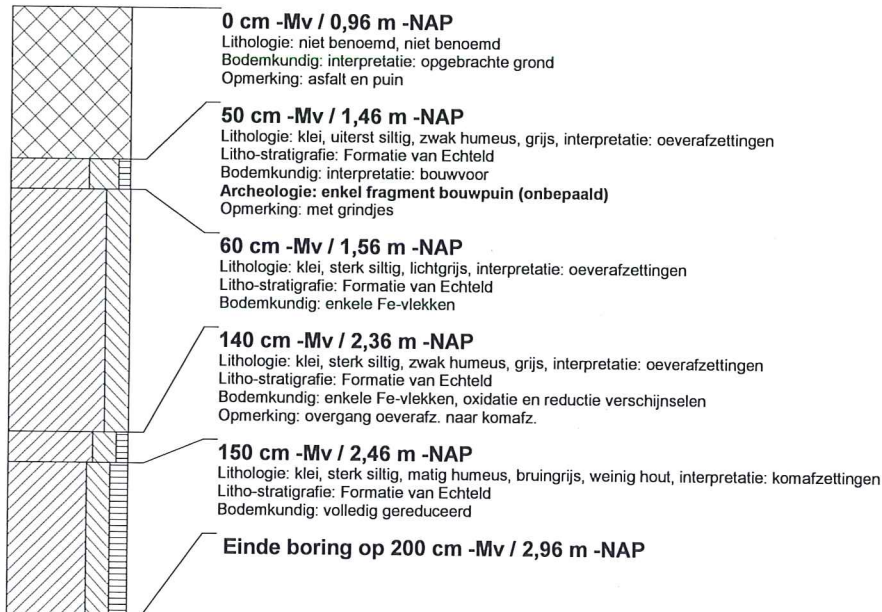 0 cm -Mv / 0,96 m -NAP
Lithologie: niet benoemd, niet benoemd
Bodemkundig: interpretatie: opgebrachte grond
Opmerking: asfalt en puin
50 cm -Mv / 1,46 m -NAP
Lithologie: klei, uiterst siltig, zwak humeus, grijs, interpretatie: oeverafzettingen
Litho-stratigrafie: Formatie van Echteld
Bodemkundig: interpretatie: bouwvoor
Archeologie: enkel fragment bouwpuin (onbepaald)
Opmerking: met grindjes
60 cm -Mv / 1,56 m -NAP
Lithologie: klei, sterk siltig, lichtgrijs, interpretatie: oeverafzettingen
Litho-stratigrafie: Formatie van Echteld
Bodemkundig: enkele Fe-vlekken
140 cm -Mv / 2,36 m -NAP
Lithologie: klei, sterk siltig, zwak humeus, grijs, interpretatie: oeverafzettingen
Litho-stratigrafie: Formatie van Echteld
Bodemkundig: enkele Fe-vlekken, oxidatie en reductie verschijnselen
Opmerking: overgang oeverafz. naar komafz.
150 cm -Mv / 2,46 m -NAP
Lithologie: klei, sterk siltig, matig humeus, bruingrijs, weinig hout, interpretatie: komafzettingen
Litho-stratigrafie: Formatie van Echteld
Bodemkundig: volledig gereduceerd
Einde boring op 200 cm -Mv / 2,96 m -NAP